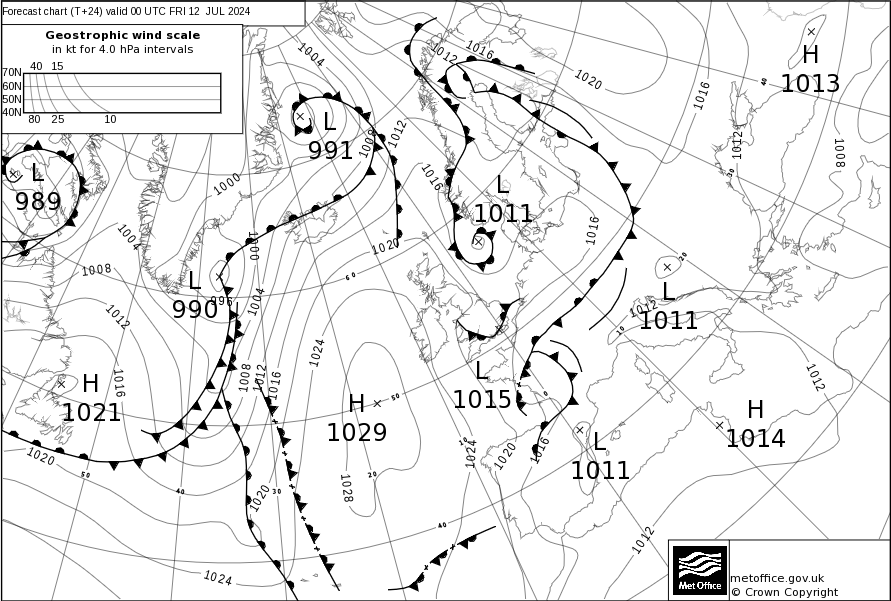 Forecast chart (T+24) valid 00 UTC FRI 12 JUL 2024
Geostrophic wind scale
in kt for 4.0 hPa intervals
40 15
70N
60N
50N
40N
80 25 10
1004
1012
1016
1020
1016
40
H
1013
L
991
1008
1012
1012
1008
L
989
1000
1016
30
L
1011
1004
1000
1020
1016
1008
60
20
L
990
996
1004
L
1011
1012
10
1012
1024
1016
1008
1012
1016
H
1021
H
1029
50
L
1015
0
1012
H
1014
1020
50
40
30
20
1028
10
1024
1020
1016
L
1011
1020
40
1012
1024
Met Office
metoffice.gov.uk
© Crown Copyright